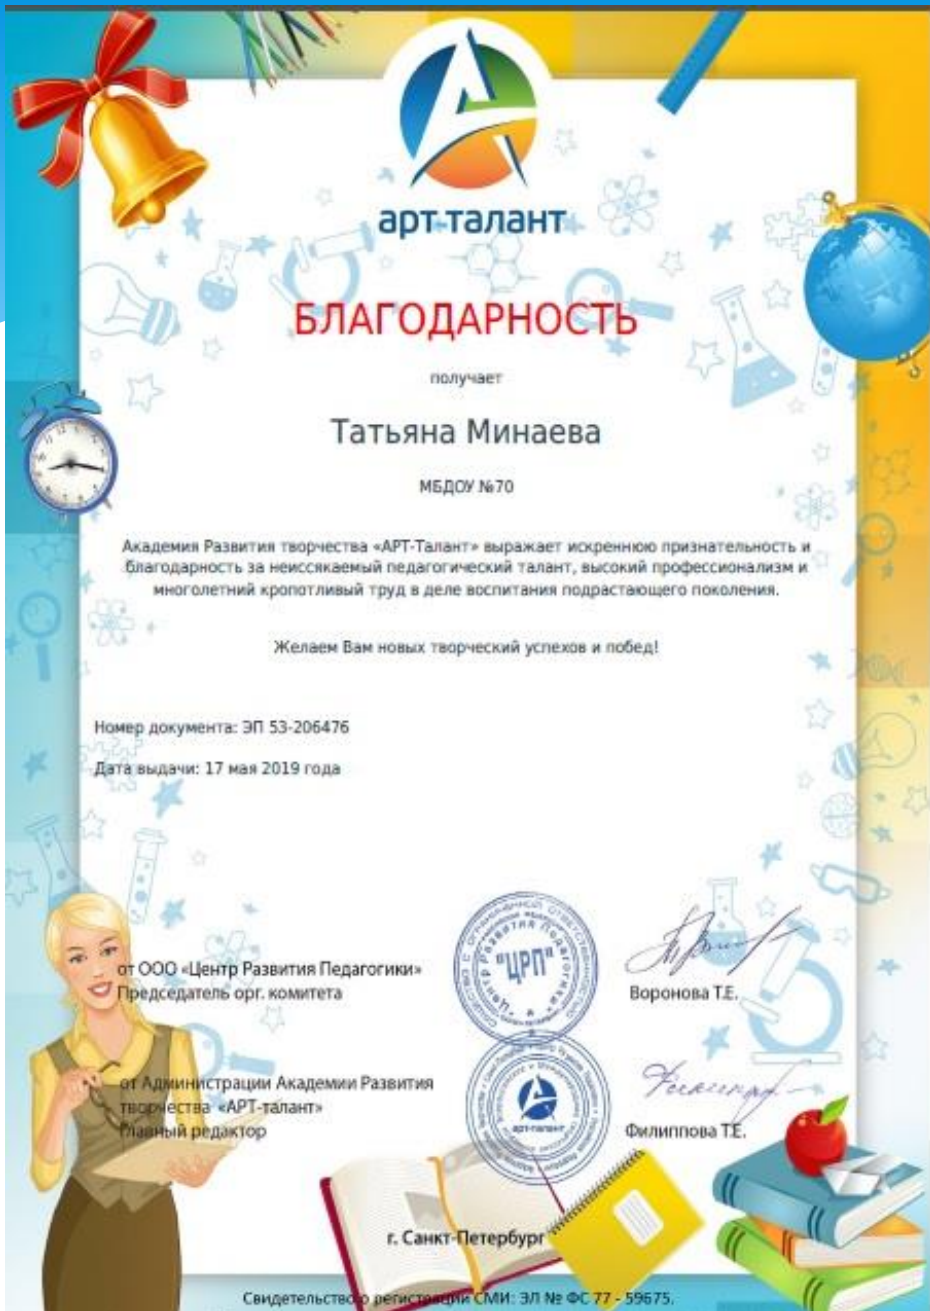 арт-талант
БЛАГОДАРНОСТЬ
получает
Татьяна Минаева
МБДОУ №70
Академия Развития творчества «АРТ-Талант» выражает искреннюю признательность и
благодарность за неиссякаемый педагогический талант, высокий профессионализм и
многолетний кропотливый труд в деле воспитания подрастающего поколения.
Желаем Вам новых творческий успехов и побед!
Номер документа: ЭП 53-206476
Дата выдачи: 17 мая 2019 года
от ООО «Центр Развития Педагогики»
Председатель орг. комитета
"ЦРП"
Воронова Т.Е.
от Администрации Академии Развития
творчества «АРТ-талант»
Главный редактор
арт-талант
Филиппова Т.Е.
г. Санкт-Петербург
Свидетельство о регистрации СМИ: ЭЛ № ФС 77 - 59675.